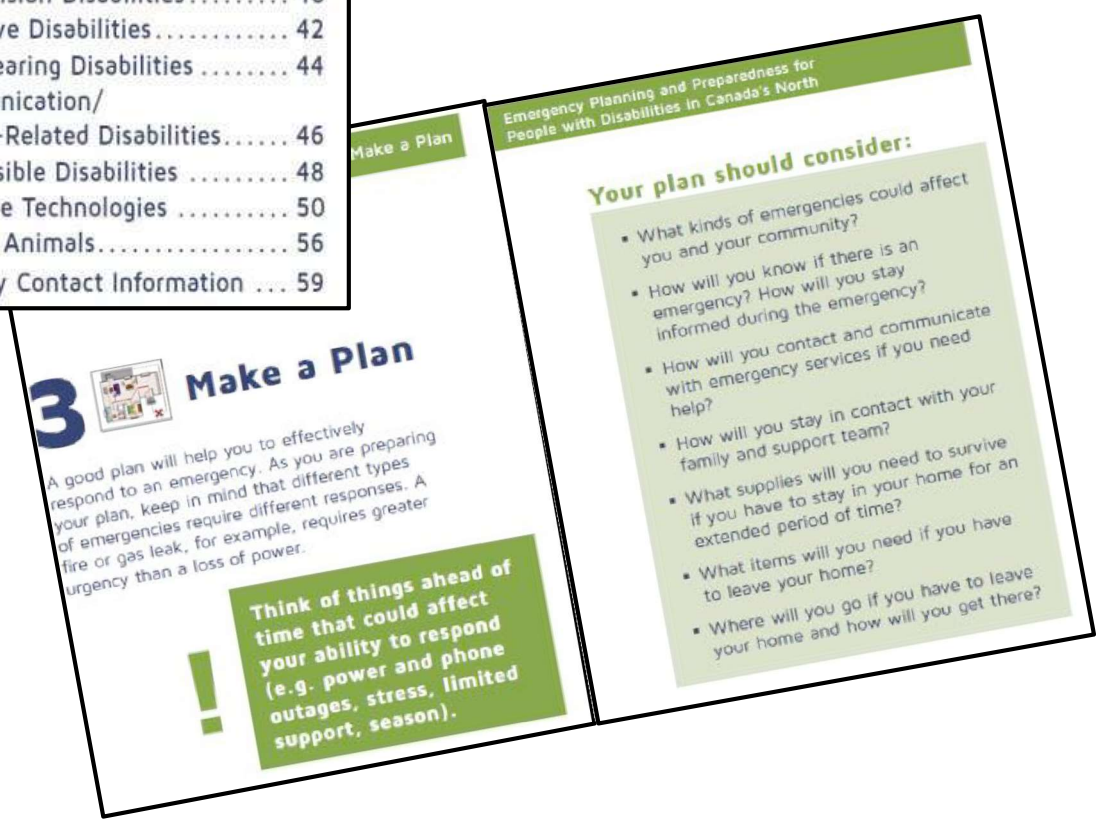 Disabilities............ 42
Disabilities ........ 44
-Related Disabilities...... 46
Disabilities ......... 48
Technologies .......... 50
Animals................. 56
Contact Information ... 59
Make a Plan
3 Make a Plan
A good plan will help you to effectively
respond to an emergency. As you are preparing
your plan, keep in mind that different types
of emergencies require different responses. A
fire or gas leak, for example, requires greater
urgency than a loss of power.
!
Think of things ahead of
time that could affect
your ability to respond
(e.g. power and phone
outages, stress, limited
support, season).
Emergency Planning and Preparedness for
People with Disabilities in Canada's North
Your plan should consider:
▪ What kinds of emergencies could affect
you and your community?
▪ How will you know if there is an
emergency? How will you stay
informed during the emergency?
▪ How will you contact and communicate
with emergency services if you need
help?
▪ How will you stay in contact with your
family and support team?
▪ What supplies will you need to survive
if you have to stay in your home for an
extended period of time?
▪ What items will you need if you have
to leave your home?
▪ Where will you go if you have to leave
your home and how will you get there?